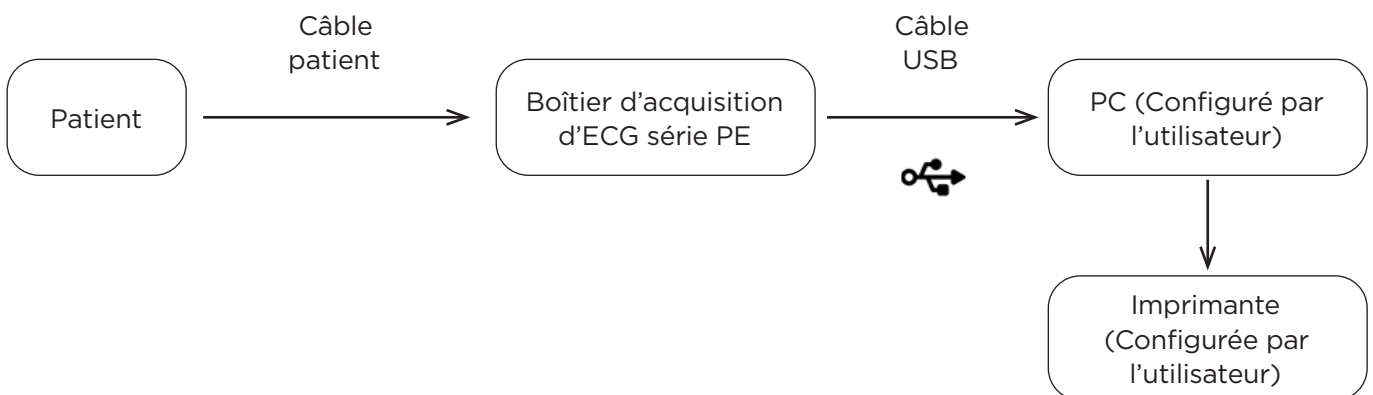 Câble
patient
Câble
USB
Patient
Boîtier d’acquisition
d’ECG série PE
PC (Configuré par
l’utilisateur)
Imprimante
(Configurée par
l’utilisateur)